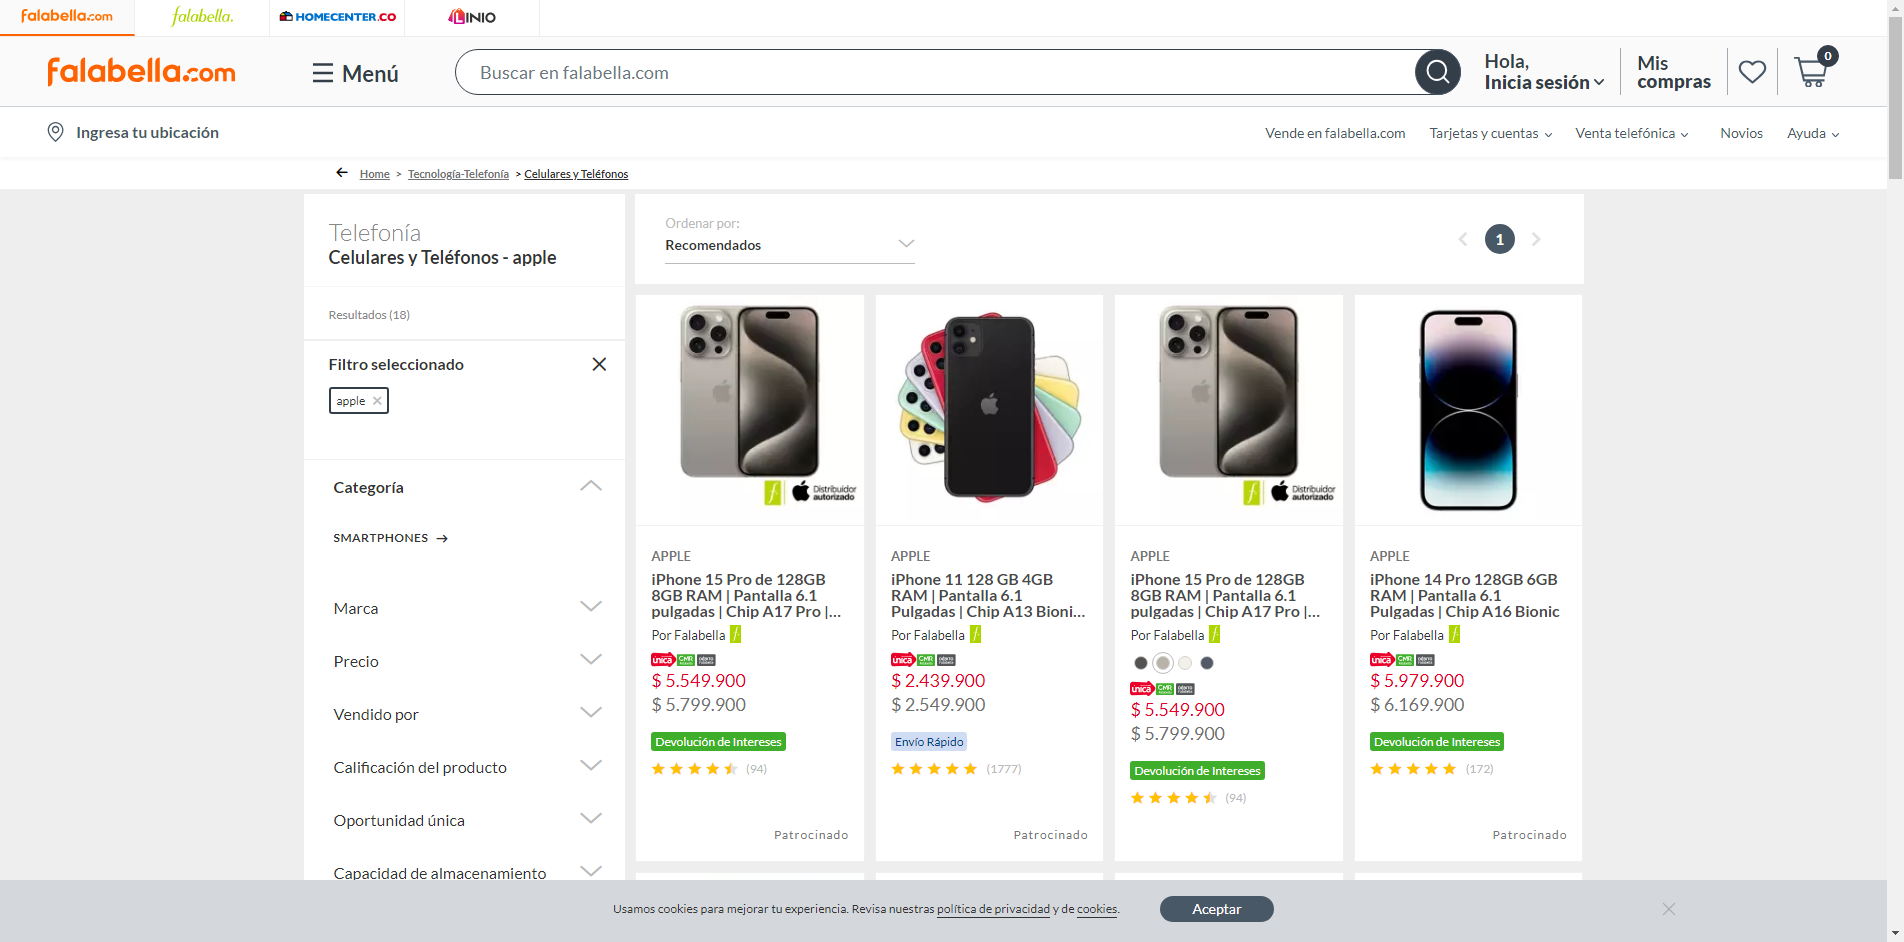 falabella.com
falabella.
HOMECENTER.CO
LINIO
falabella.com
Menú
Buscar en falabella.com
Hola,
Inicia sesión
Mis
compras
0
Ingresa tu ubicación
Vende en falabella.com
Tarjetas y cuentas
Venta telefónica
Novios
Ayuda
Home > Tecnología-Telefonía > Celulares y Teléfonos
Telefonía
Celulares y Teléfonos - apple
Resultados (18)
Filtro seleccionado
apple
Categoría
SMARTPHONES
Marca
Precio
Vendido por
Calificación del producto
Oportunidad única
Capacidad de almacenamiento
Ordenar por:
Recomendados
1
Distribuidor
autorizado
APPLE
iPhone 15 Pro de 128GB
8GB RAM | Pantalla 6.1
pulgadas | Chip A17 Pro |...
Por Falabella
única CMR
$ 5.549.900
$ 5.799.900
Devolución de Intereses
(94)
Patrocinado
APPLE
iPhone 11 128 GB 4GB
RAM | Pantalla 6.1
Pulgadas | Chip A13 Bioni...
Por Falabella
única CMR
$ 2.439.900
$ 2.549.900
Envío Rápido
(1777)
Patrocinado
Distribuidor
autorizado
APPLE
iPhone 15 Pro de 128GB
8GB RAM | Pantalla 6.1
pulgadas | Chip A17 Pro |...
Por Falabella
única CMR
$ 5.549.900
$ 5.799.900
Devolución de Intereses
(94)
APPLE
iPhone 14 Pro 128GB 6GB
RAM | Pantalla 6.1
Pulgadas | Chip A16 Bionic
Por Falabella
única CMR
$ 5.979.900
$ 6.169.900
Devolución de Intereses
(172)
Patrocinado
Usamos cookies para mejorar tu experiencia. Revisa nuestras política de privacidad y de cookies.
Aceptar